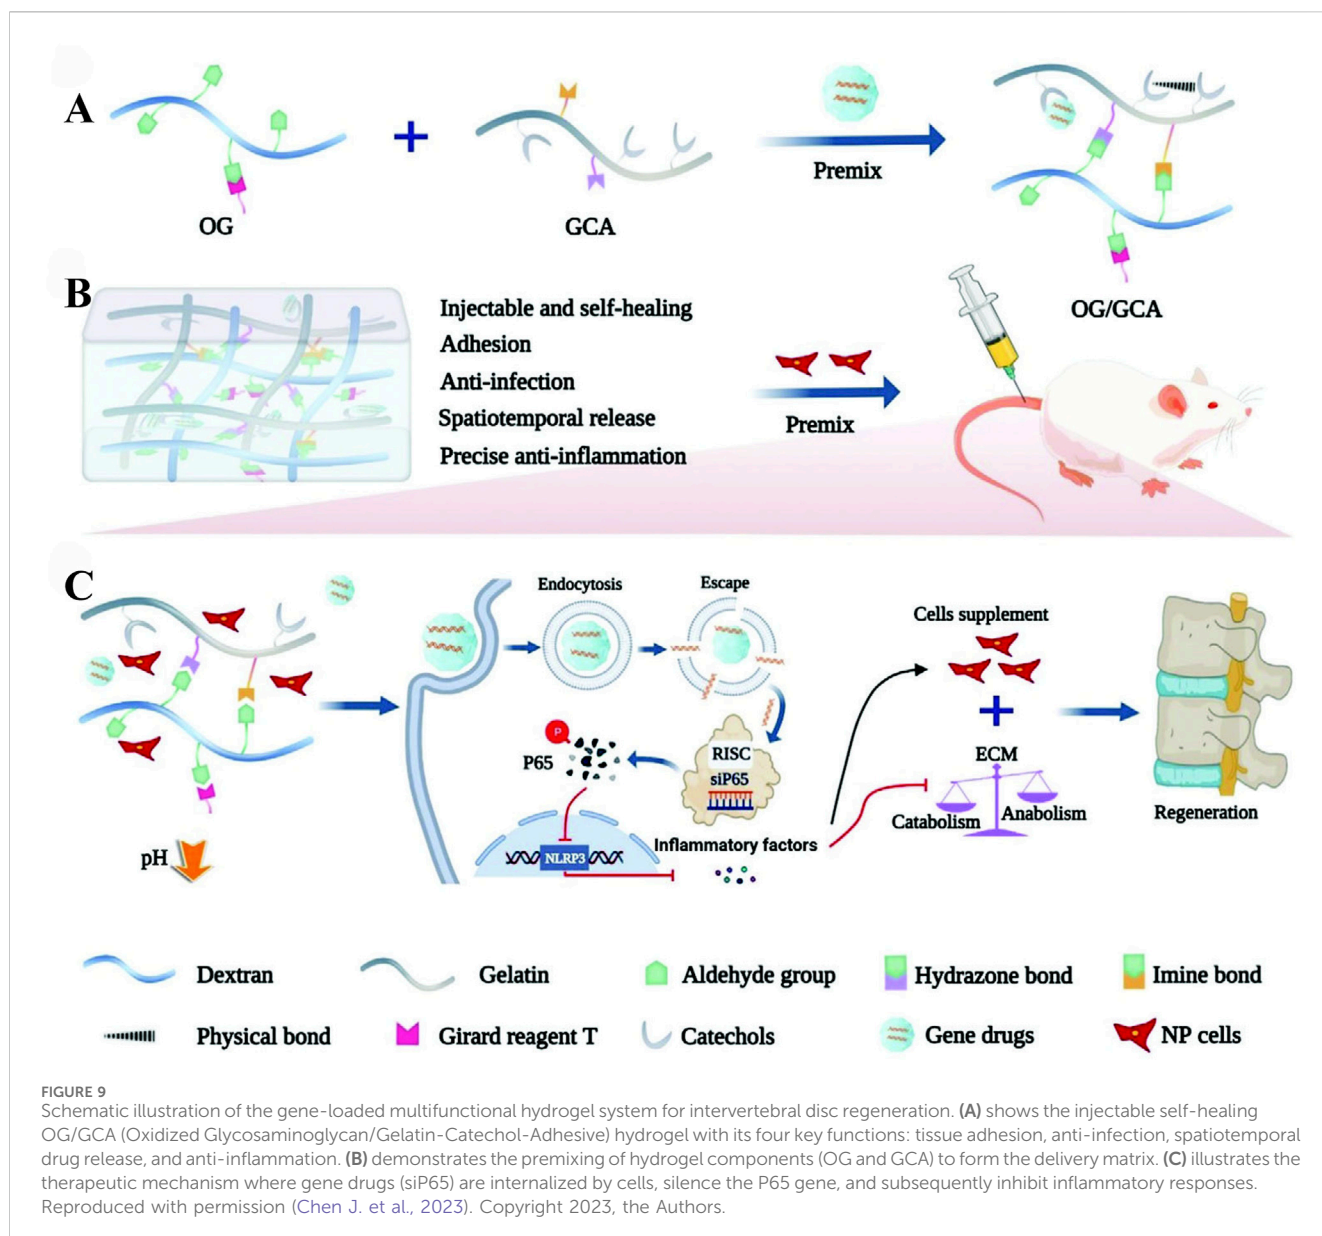 A
OG
GCA
Premix
OG/GCA
B
Injectable and self-healing
Adhesion
Anti-infection
Spatiotemporal release
Precise anti-inflammation
Premix
C
pH
Endocytosis
Escape
P
P65
RISC
siP65
NLRP3
Inflammatory factors
Cells supplement
ECM
Catabolism
Anabolism
Regeneration
Dextran
Gelatin
Aldehyde group
Hydrazone bond
Imine bond
Physical bond
Girard reagent T
Catechols
Gene drugs
NP cells
FIGURE 9
Schematic illustration of the gene-loaded multifunctional hydrogel system for intervertebral disc regeneration. (A) shows the injectable self-healing
OG/GCA (Oxidized Glycosaminoglycan/Gelatin-Catechol-Adhesive) hydrogel with its four key functions: tissue adhesion, anti-infection, spatiotemporal
drug release, and anti-inflammation. (B) demonstrates the premixing of hydrogel components (OG and GCA) to form the delivery matrix. (C) illustrates the
therapeutic mechanism where gene drugs (siP65) are internalized by cells, silence the P65 gene, and subsequently inhibit inflammatory responses.
Reproduced with permission (Chen J. et al., 2023). Copyright 2023, the Authors.